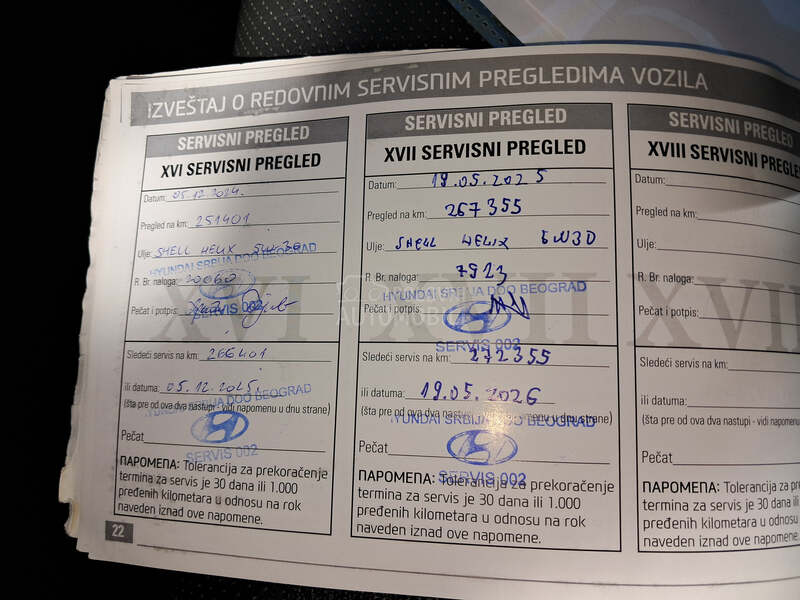 IZVEŠTAJ O REDOVNIM SERVISNIM PREGLEDIMA VOZILA
SERVISNI PREGLED
XVI SERVISNI PREGLED
Datum: 05.12.2024.
Pregled na km: 251401
Ulje: SHELL HELIX 5W30
HYUNDAI SRBIJA DOO BEOGRAD
R. Br. naloga: 20060
Pečat i potpis:
SERVIS 002
XVI
Sledeći servis na km: 266401
ili datuma: 05.12.2025.
HYUNDAI SRBIJA DOO BEOGRAD
(šta pre od ova dva nastupi - vidi napomenu u dnu strane)
Pečat
SERVIS 002
NAPOMENA: Tolerancija za prekoračenje
termina za servis je 30 dana ili 1.000
pređenih kilometara u odnosu na rok
naveden iznad ove napomene.
22
SERVISNI PREGLED
XVII SERVISNI PREGLED
Datum: 19.05.2025
Pregled na km: 267355
Ulje: SHELL HELIX 5W30
R. Br. naloga: 7923
HYUNDAI SRBIJA DOO BEOGRAD
Pečat i potpis:
XVII
SERVIS 002
Sledeći servis na km: 272355
ili datuma: 19.05.2026
(šta pre od ova dva nastupi - vidi napomenu u dnu strane)
HYUNDAI SRBIJA DOO BEOGRAD
Pečat
SERVIS 002
NAPOMENA: Tolerancija za prekoračenje
termina za servis je 30 dana ili 1.000
pređenih kilometara u odnosu na rok
naveden iznad ove napomene.
SERVISNI PREGLED
XVIII SERVISNI PREGLED
Datum:
Pregled na km:
Ulje:
R. Br. naloga:
Pečat i potpis:
XVII
Sledeći servis na km:
ili datuma:
(šta pre od ova dva nastupi - vidi napomenu
Pečat
NAPOMENA: Tolerancija za
termina za servis je 30 dana
pređenih kilometara u odnosu
naveden iznad ove napomene.